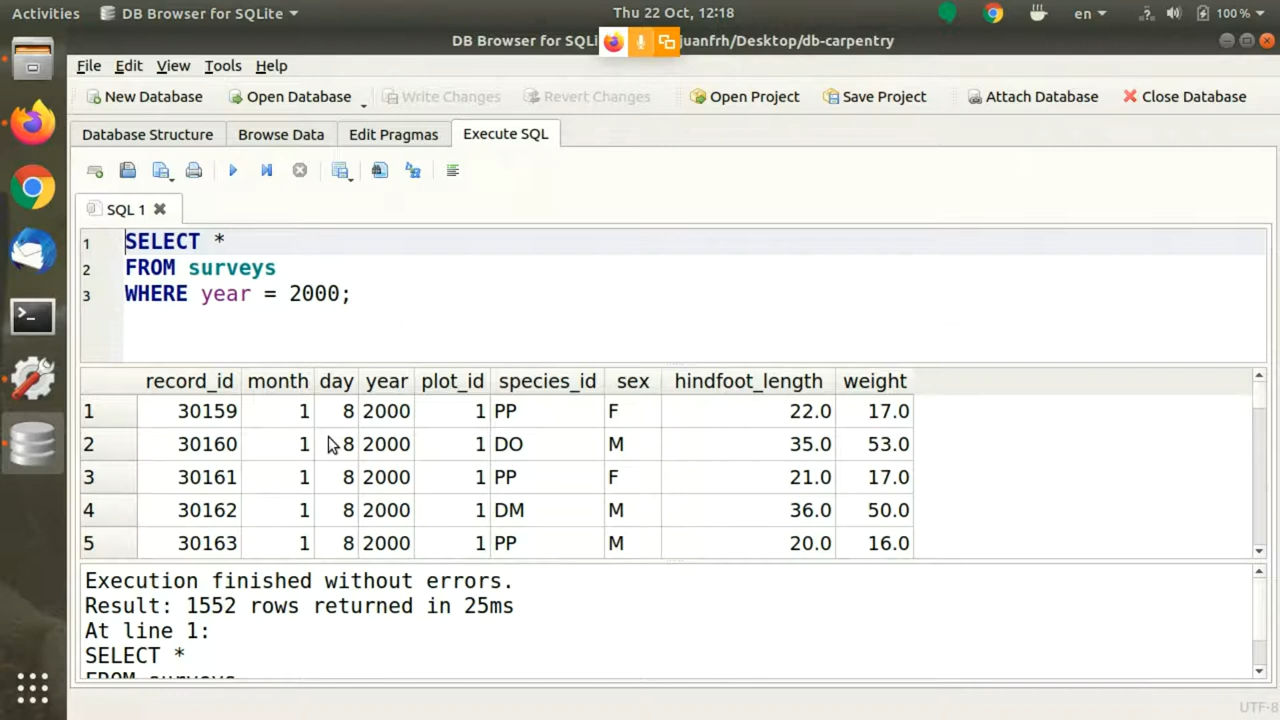 Activities DB Browser for SQLite Thu 22 Oct, 12:18 en 100 %
DB Browser for SQLi juanfrh/Desktop/db-carpentry
File Edit View Tools Help
New Database Open Database Write Changes Revert Changes Open Project Save Project Attach Database Close Database
Database Structure Browse Data Edit Pragmas Execute SQL
SQL 1
1 SELECT *
2 FROM surveys
3 WHERE year = 2000;
record_id month day year plot_id species_id sex hindfoot_length weight
1 30159 1 8 2000 1 PP F 22.0 17.0
2 30160 1 8 2000 1 DO M 35.0 53.0
3 30161 1 8 2000 1 PP F 21.0 17.0
4 30162 1 8 2000 1 DM M 36.0 50.0
5 30163 1 8 2000 1 PP M 20.0 16.0
Execution finished without errors.
Result: 1552 rows returned in 25ms
At line 1:
SELECT *
FROM surveys
UTF-8